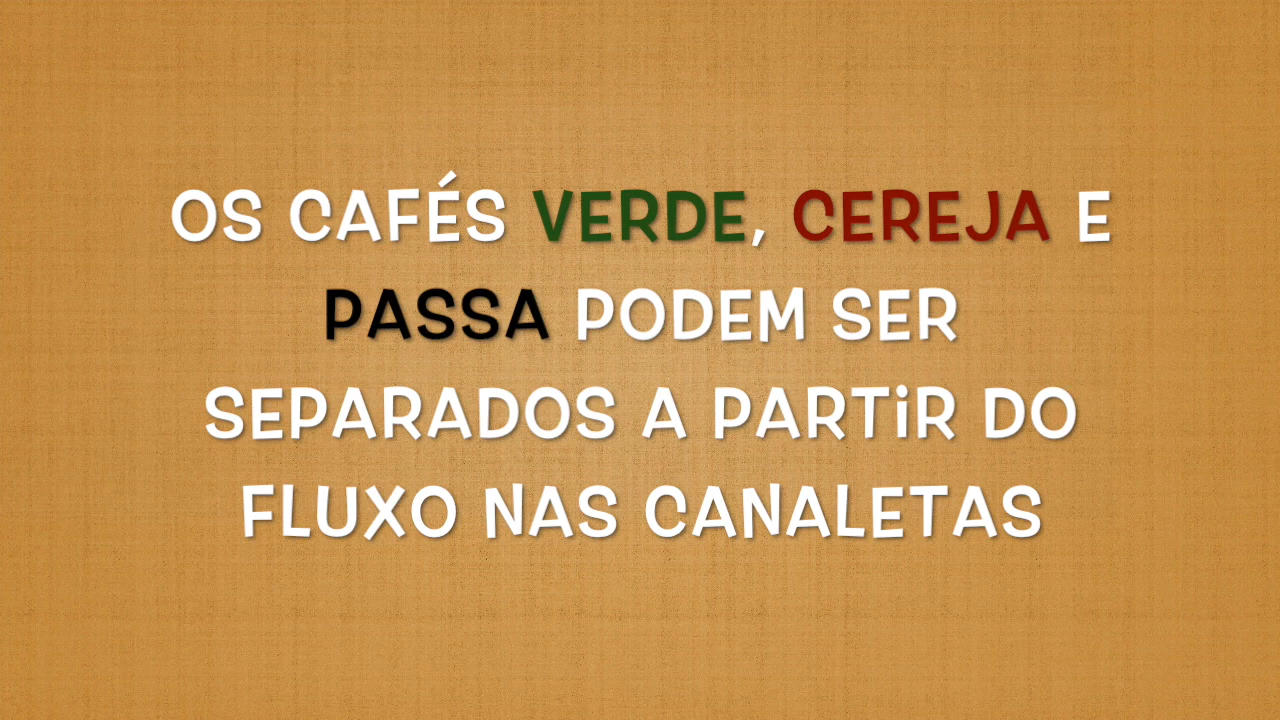 OS CAFÉS VERDE, CEREJA E
PASSA PODEM SER
SEPARADOS A PARTIR DO
FLUXO NAS CANALETAS